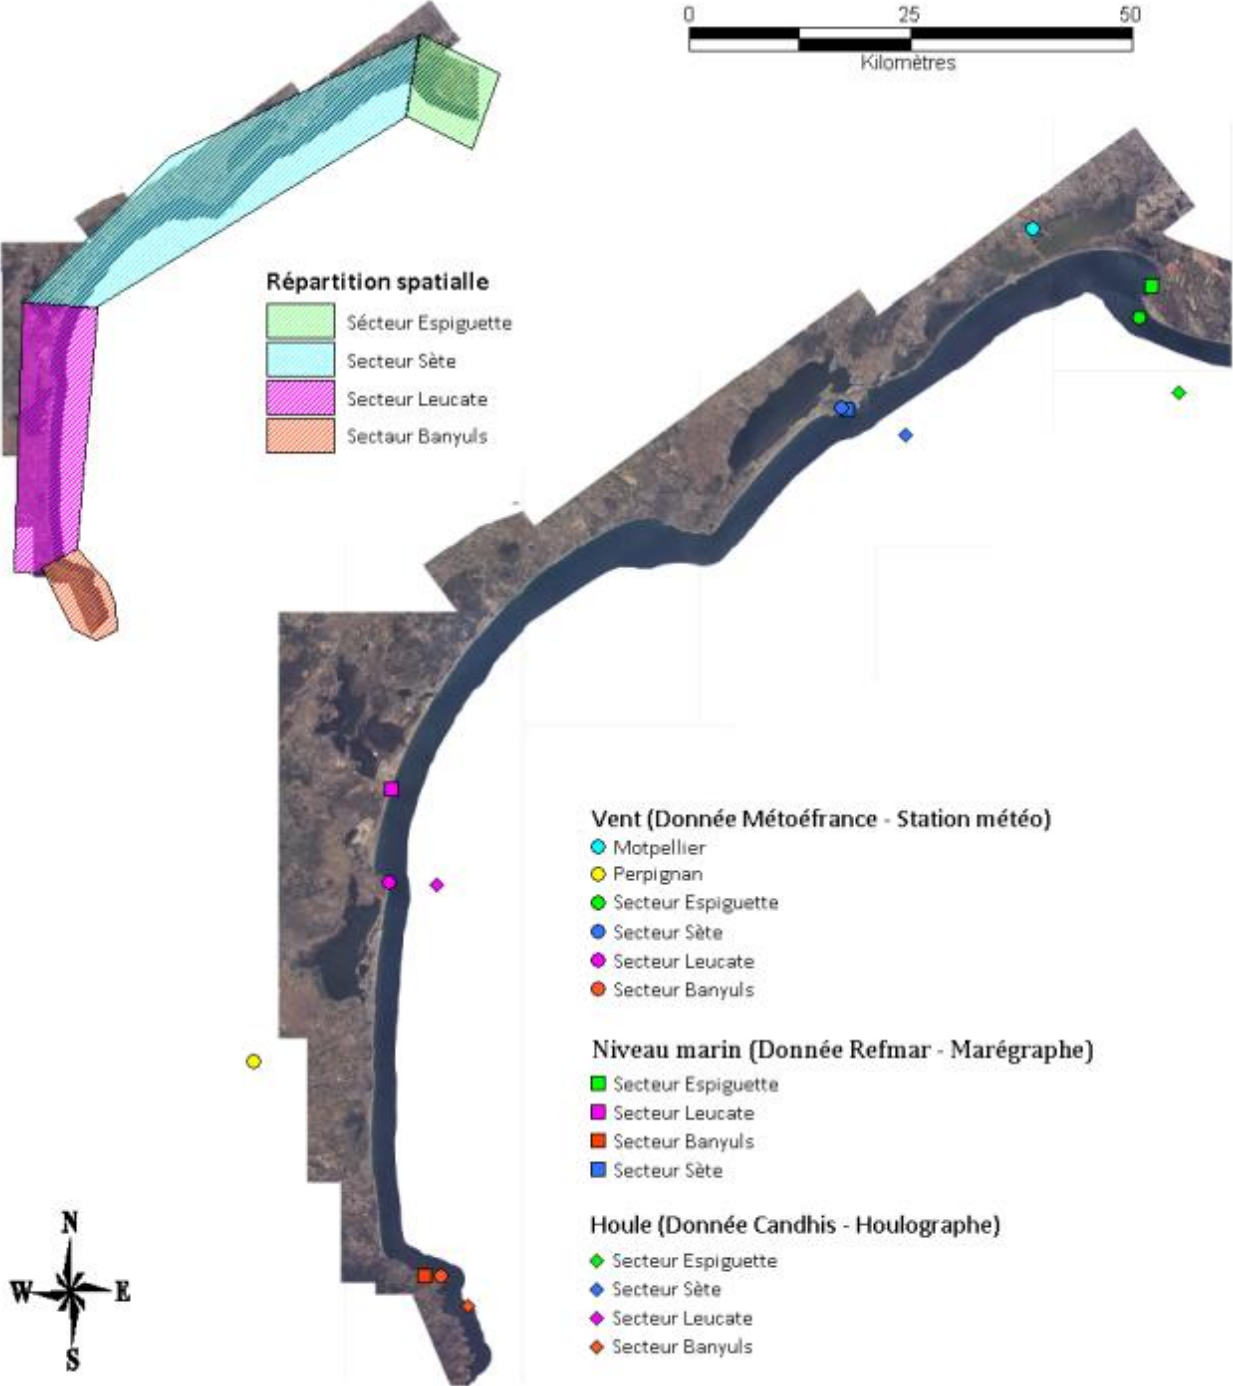 0 25 50
Kilomètres
Répartition spatialle
Sécteur Espiguette
Secteur Sète
Secteur Leucate
Sectaur Banyuls
Vent (Donnée Métoéfrance - Station météo)
Motpellier
Perpignan
Secteur Espiguette
Secteur Sète
Secteur Leucate
Secteur Banyuls
Niveau marin (Donnée Refmar - Marégraphe)
Secteur Espiguette
Secteur Leucate
Secteur Banyuls
Secteur Sète
Houle (Donnée Candhis - Houlographe)
Secteur Espiguette
Secteur Sète
Secteur Leucate
Secteur Banyuls
N
W E
S